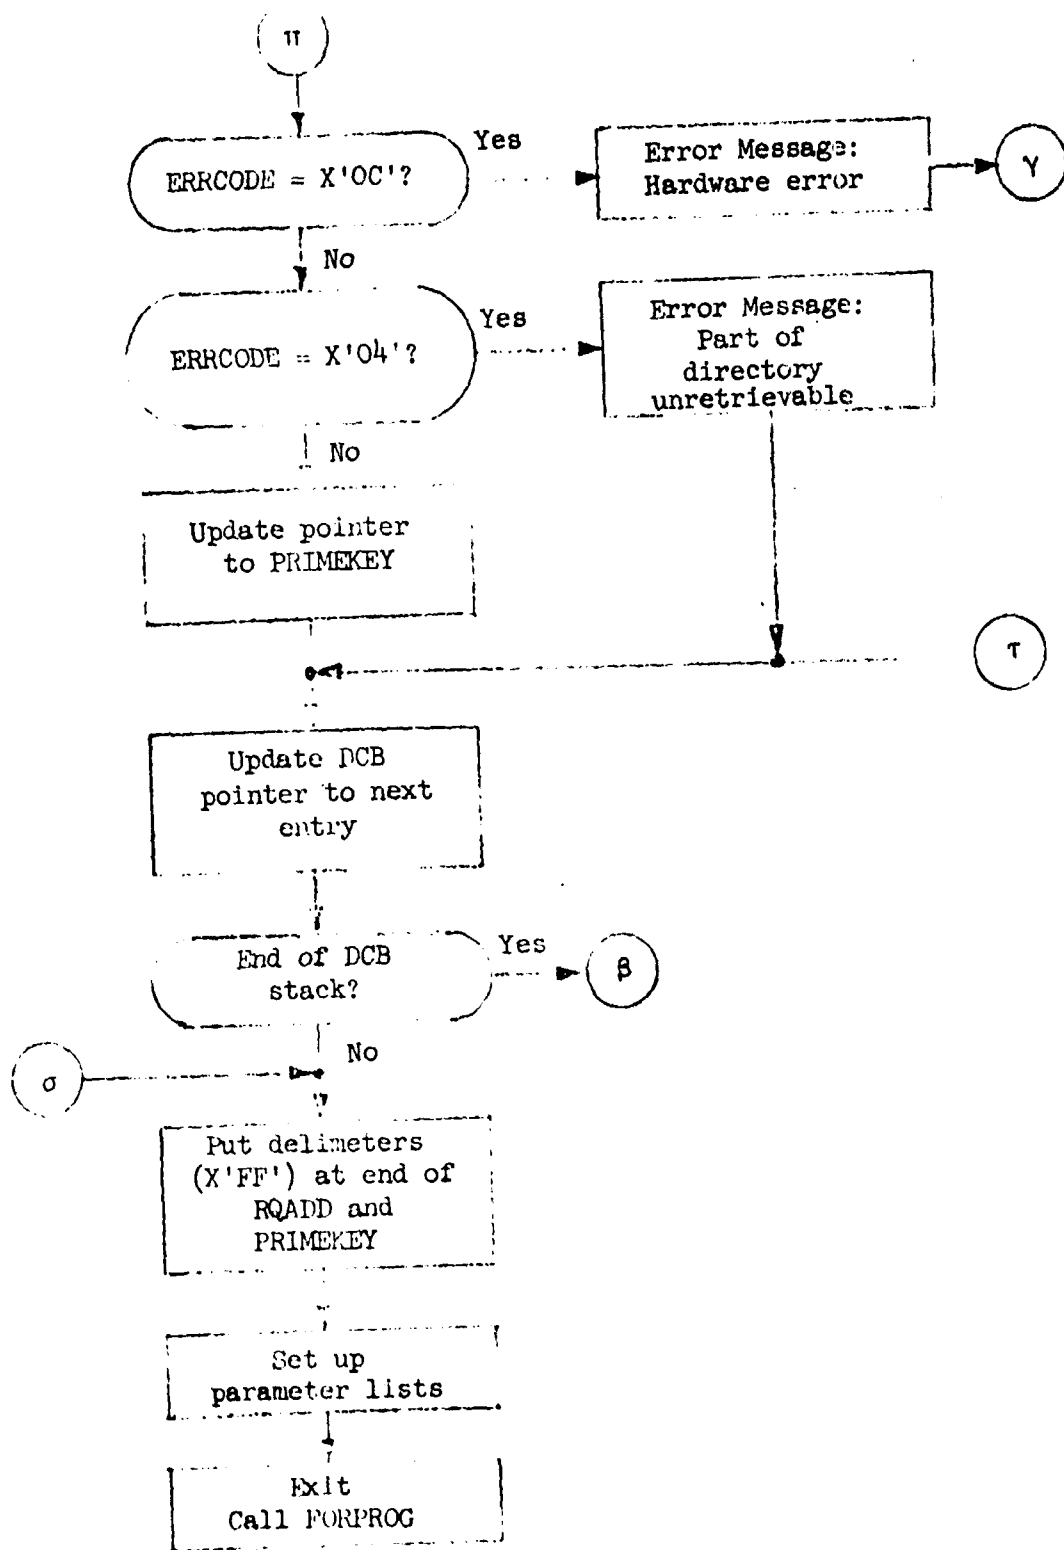 π
ERRCODE = X'0C'?
Yes
Error Message:
Hardware error
γ
No
ERRCODE = X'04'?
Yes
Error Message:
Part of
directory
unretrievable
No
Update pointer
to PRIMEKEY
τ
Update DCB
pointer to next
entry
End of DCB
stack?
Yes
β
No
σ
Put delimeters
(X'FF') at end of
RQADD and
PRIMEKEY
Set up
parameter lists
Exit
Call FORPROG